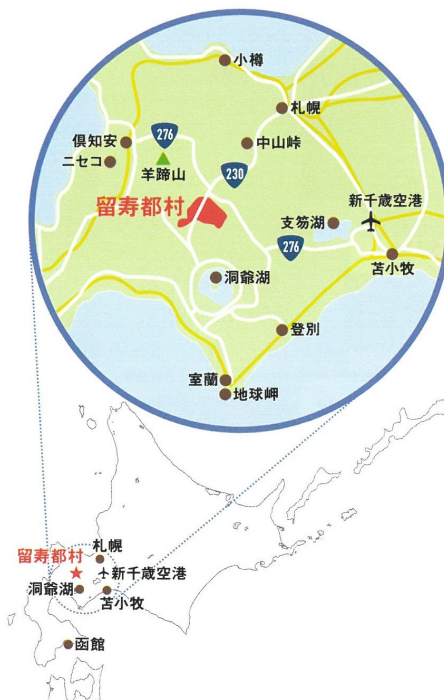 小樽
札幌
倶知安
276
中山峠
ニセコ
羊蹄山
230
留寿都村
新千歳空港
支笏湖
276
苫小牧
洞爺湖
登別
室蘭
地球岬
札幌
留寿都村
新千歳空港
洞爺湖
苫小牧
函館